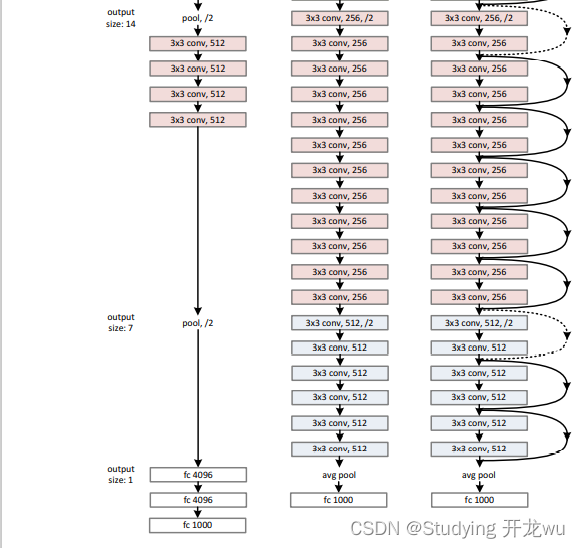 output
size: 14
output
size: 7
output
size: 1
pool, /2
3x3 conv, 512
3x3 conv, 512
3x3 conv, 512
3x3 conv, 512
pool, /2
fc 4096
fc 4096
fc 1000
3x3 conv, 256, /2
3x3 conv, 256
3x3 conv, 256
3x3 conv, 256
3x3 conv, 256
3x3 conv, 256
3x3 conv, 256
3x3 conv, 256
3x3 conv, 256
3x3 conv, 256
3x3 conv, 256
3x3 conv, 256
3x3 conv, 512, /2
3x3 conv, 512
3x3 conv, 512
3x3 conv, 512
3x3 conv, 512
3x3 conv, 512
avg pool
fc 1000
3x3 conv, 256, /2
3x3 conv, 256
3x3 conv, 256
3x3 conv, 256
3x3 conv, 256
3x3 conv, 256
3x3 conv, 256
3x3 conv, 256
3x3 conv, 256
3x3 conv, 256
3x3 conv, 256
3x3 conv, 256
3x3 conv, 512, /2
3x3 conv, 512
3x3 conv, 512
3x3 conv, 512
3x3 conv, 512
3x3 conv, 512
avg pool
fc 1000
CSDN @Studying 开龙wu